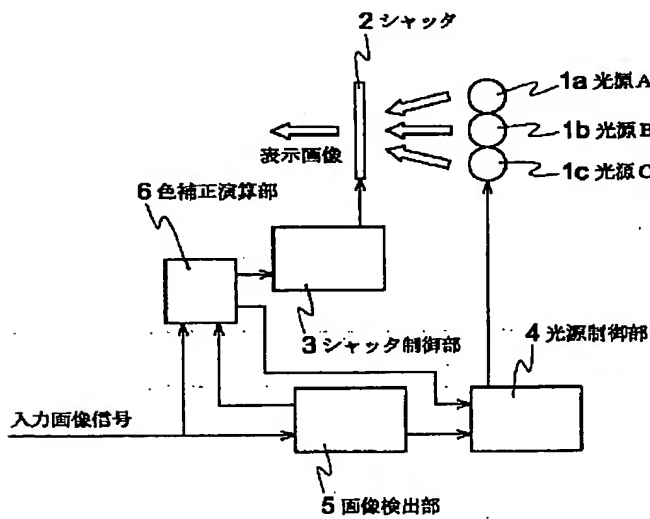 2 シャッタ
1a 光源A
1b 光源B
1c 光源C
表示画像
6 色補正演算部
3 シャッタ制御部
4 光源制御部
入力画像信号
5 画像検出部